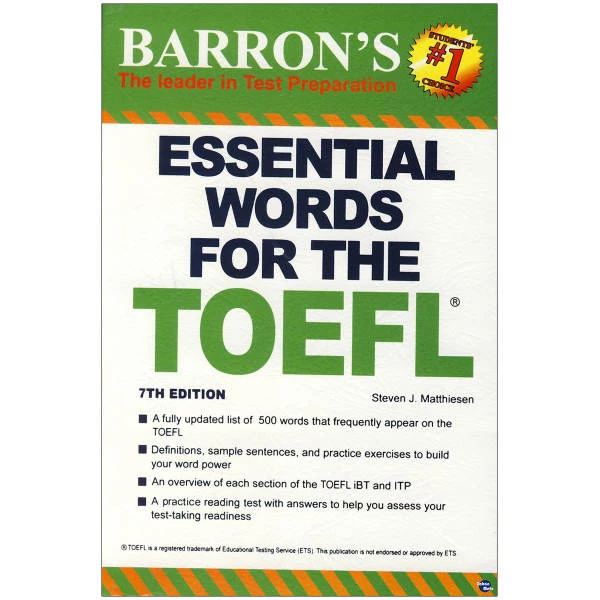 BARRON'S
The leader in Test Preparation
STUDENTS'
#1
CHOICE
ESSENTIAL
WORDS
FOR THE
TOEFL®
7TH EDITION
Steven J. Matthiesen
A fully updated list of 500 words that frequently appear on the
TOEFL
Definitions, sample sentences, and practice exercises to build
your word power
An overview of each section of the TOEFL iBT and ITP
A practice reading test with answers to help you assess your
test-taking readiness
® TOEFL is a registered trademark of Educational Testing Service (ETS) This publication is not endorsed or approved by ETS